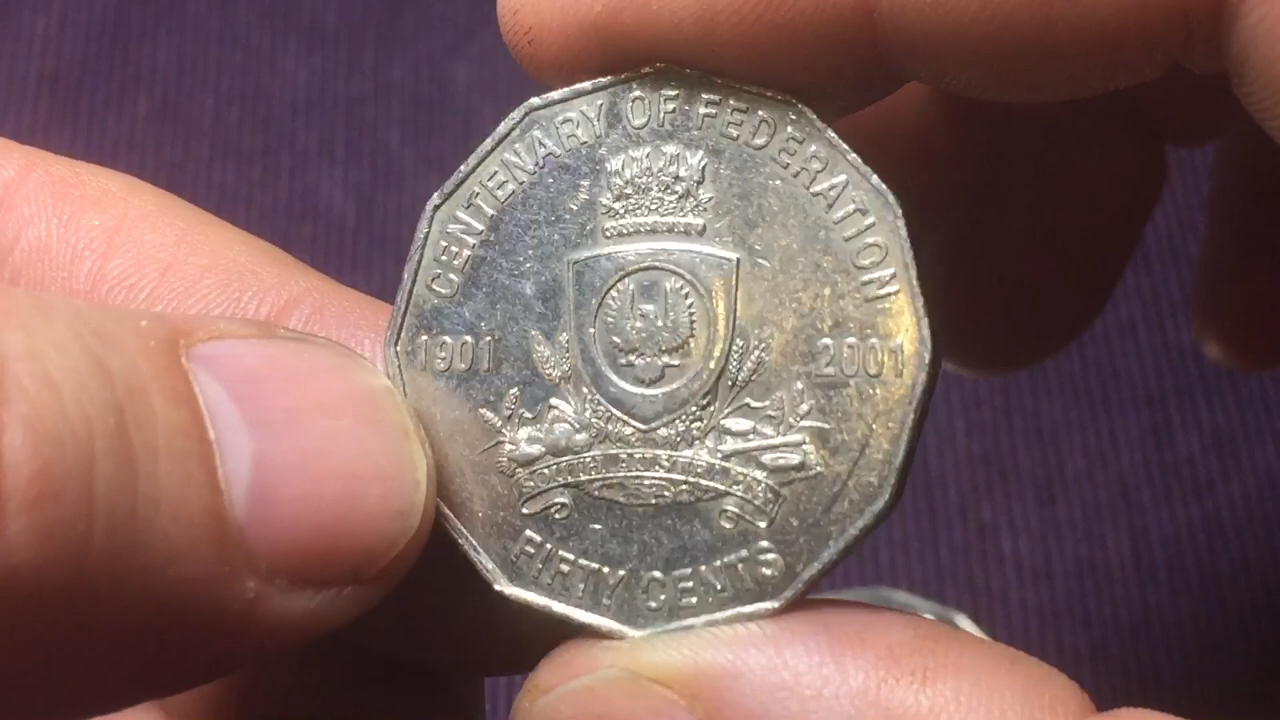 CENTENARY OF FEDERATION
1901 2001
SOUTH AUSTRALIA
FIFTY CENTS